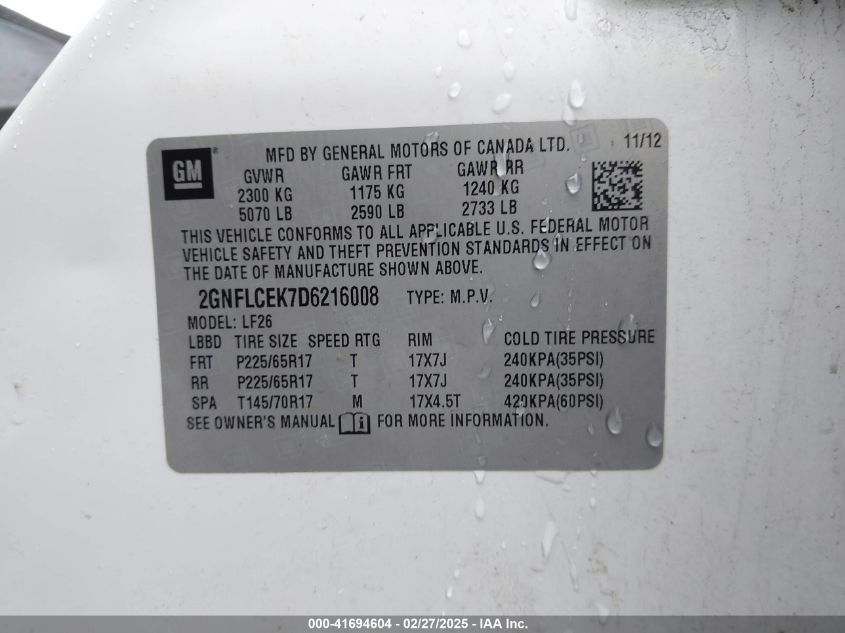 GM ® MFD BY GENERAL MOTORS OF CANADA LTD. 11/12
GVWR GAWR FRT GAWR RR
2300 KG 1175 KG 1240 KG
5070 LB 2590 LB 2733 LB
THIS VEHICLE CONFORMS TO ALL APPLICABLE U.S. FEDERAL MOTOR
VEHICLE SAFETY AND THEFT PREVENTION STANDARDS IN EFFECT ON
THE DATE OF MANUFACTURE SHOWN ABOVE.
2GNFLCEK7D6216008 TYPE: M.P.V.
MODEL: LF26
LBBD TIRE SIZE SPEED RTG RIM COLD TIRE PRESSURE
FRT P225/65R17 T 17X7J 240KPA(35PSI)
RR P225/65R17 T 17X7J 240KPA(35PSI)
SPA T145/70R17 M 17X4.5T 420KPA(60PSI)
SEE OWNER'S MANUAL i FOR MORE INFORMATION.
000-41694604 - 02/27/2025 - IAA Inc.